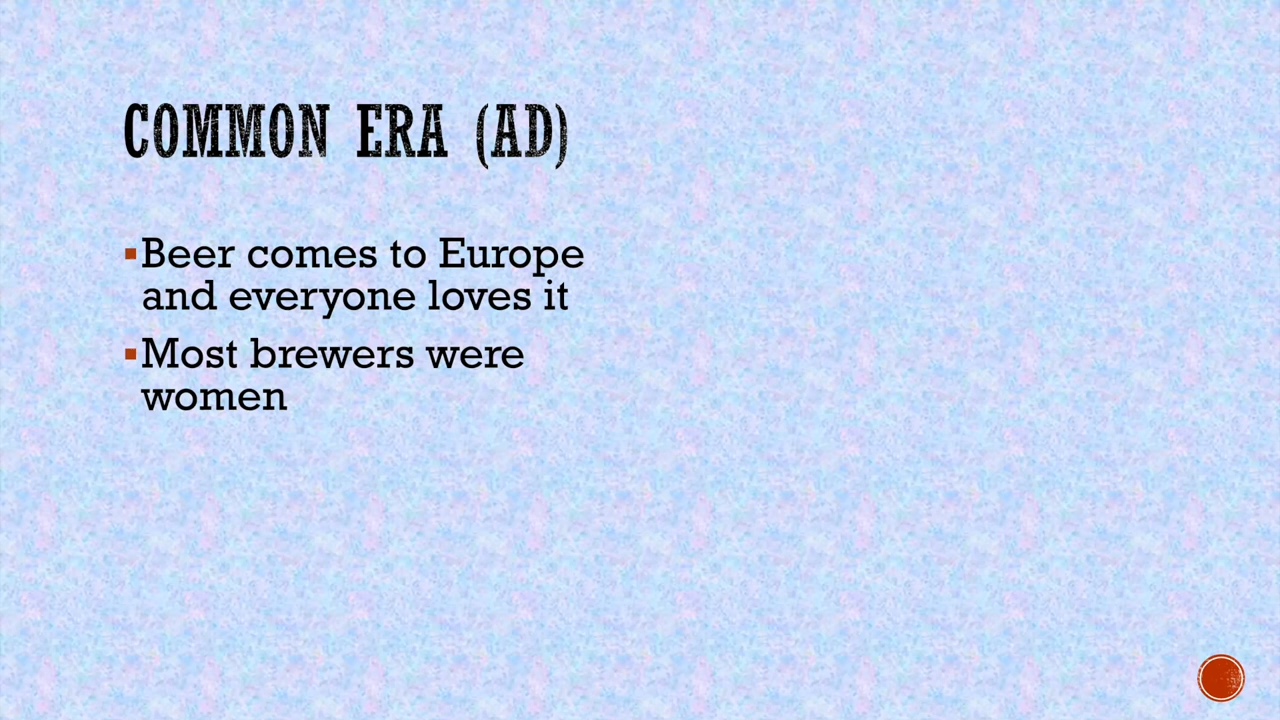 COMMON ERA (AD)
▪Beer comes to Europe
and everyone loves it
▪Most brewers were
women